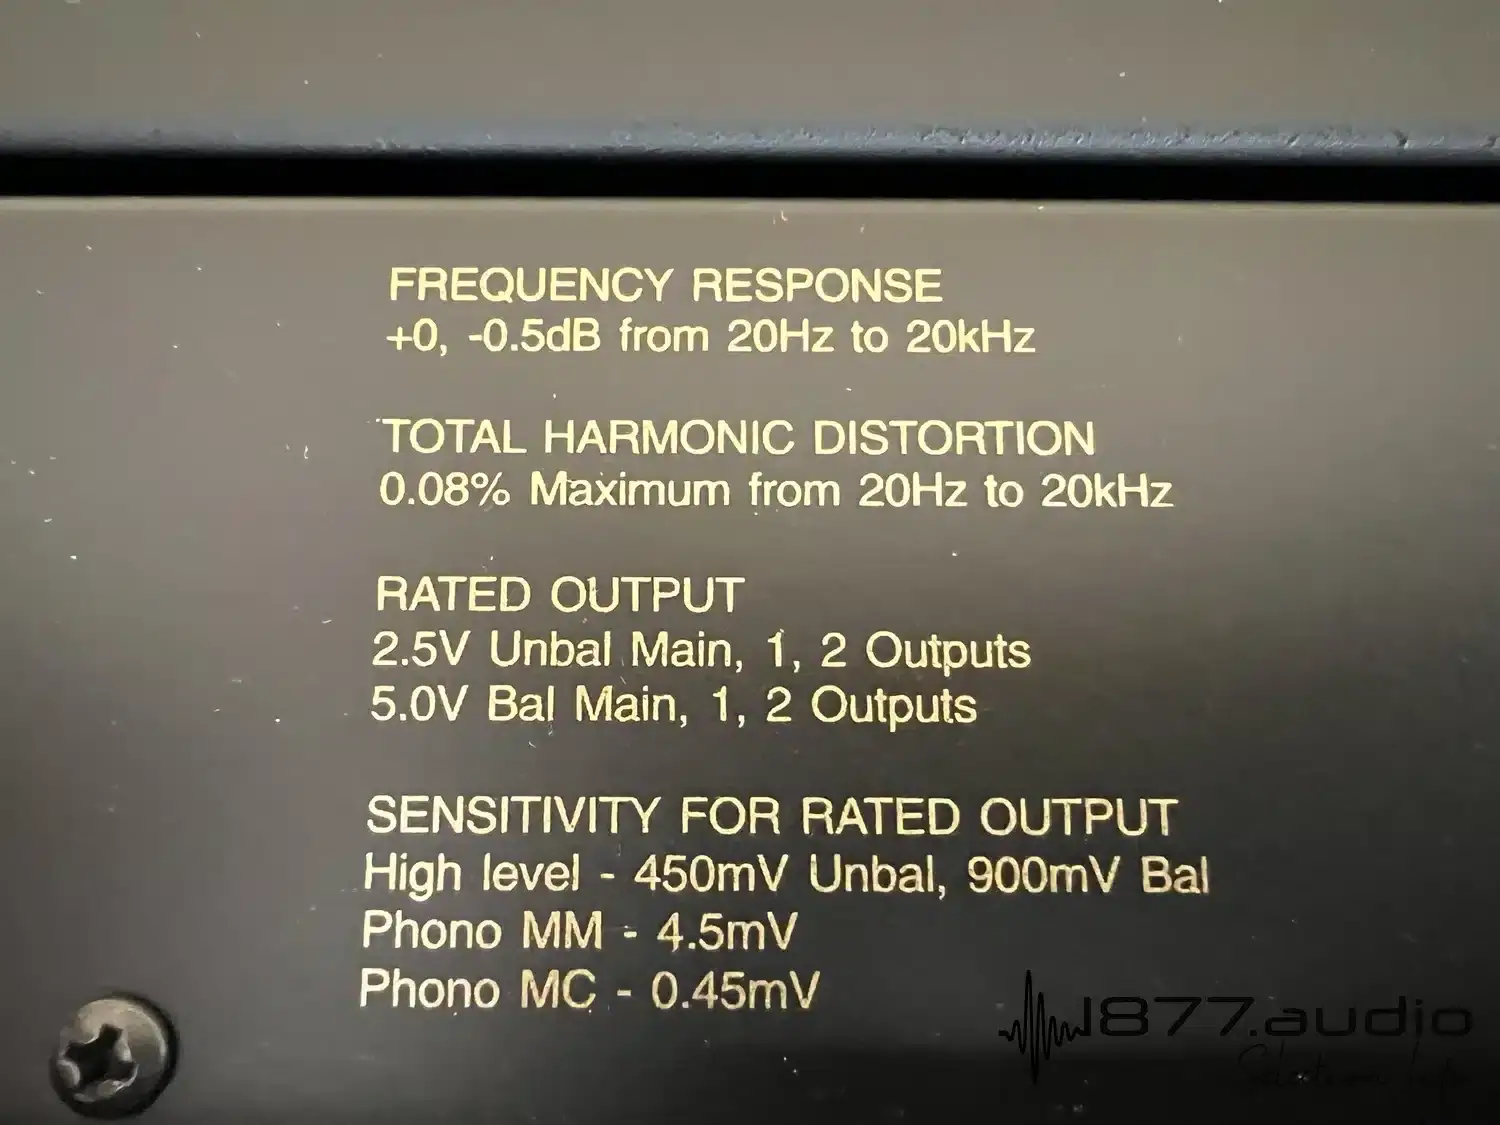 FREQUENCY RESPONSE
+0, -0.5dB from 20Hz to 20kHz
TOTAL HARMONIC DISTORTION
0.08% Maximum from 20Hz to 20kHz
RATED OUTPUT
2.5V Unbal Main, 1, 2 Outputs
5.0V Bal Main, 1, 2 Outputs
SENSITIVITY FOR RATED OUTPUT
High level - 450mV Unbal, 900mV Bal
Phono MM - 4.5mV
Phono MC - 0.45mV
1877.audio